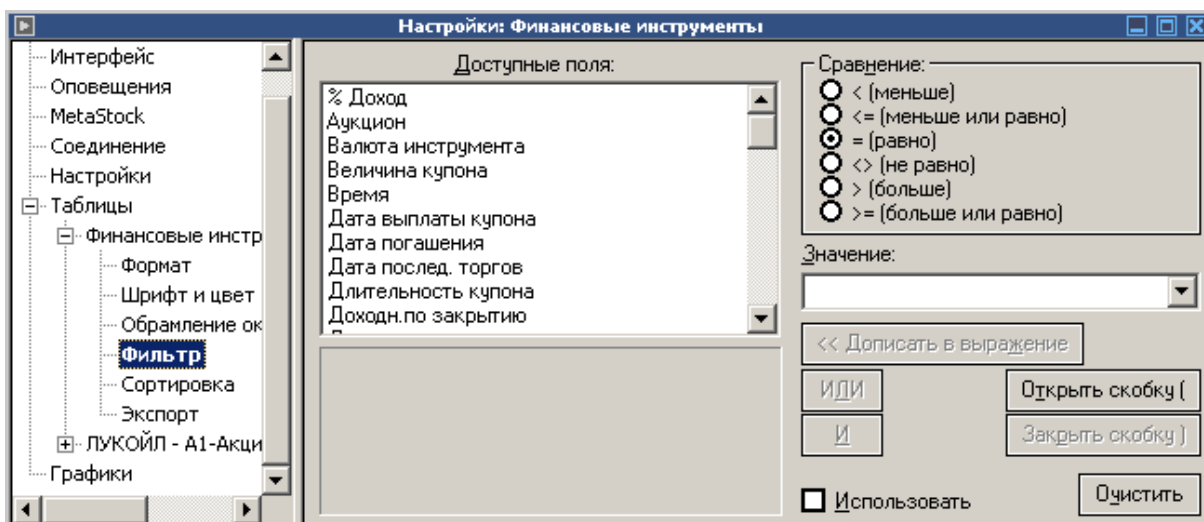 Настройки: Финансовые инструменты
Интерфейс
Оповещения
MetaStock
Соединение
Настройки
Таблицы
Финансовые инстр
Формат
Шрифт и цвет
Обрамление ок
Фильтр
Сортировка
Экспорт
ЛУКОЙЛ - А1-Акци
Графики
Доступные поля:
% Доход
Аукцион
Валюта инструмента
Величина купона
Время
Дата выплаты купона
Дата погашения
Дата послед. торгов
Длительность купона
Доходн.по закрытию
Сравнение:
< (меньше)
<= (меньше или равно)
= (равно)
<> (не равно)
> (больше)
>= (больше или равно)
Значение:
<< Дописать в выражение
ИЛИ
Открыть скобку (
И
Закрыть скобку )
Использовать
Очистить